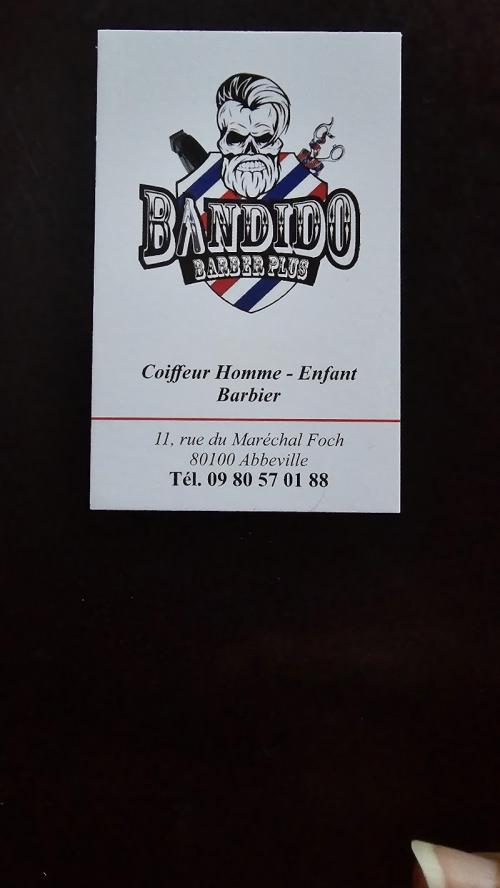 BANDIDO
BARBER PLUS
Coiffeur Homme - Enfant
Barbier
11, rue du Maréchal Foch
80100 Abbeville
Tél. 09 80 57 01 88